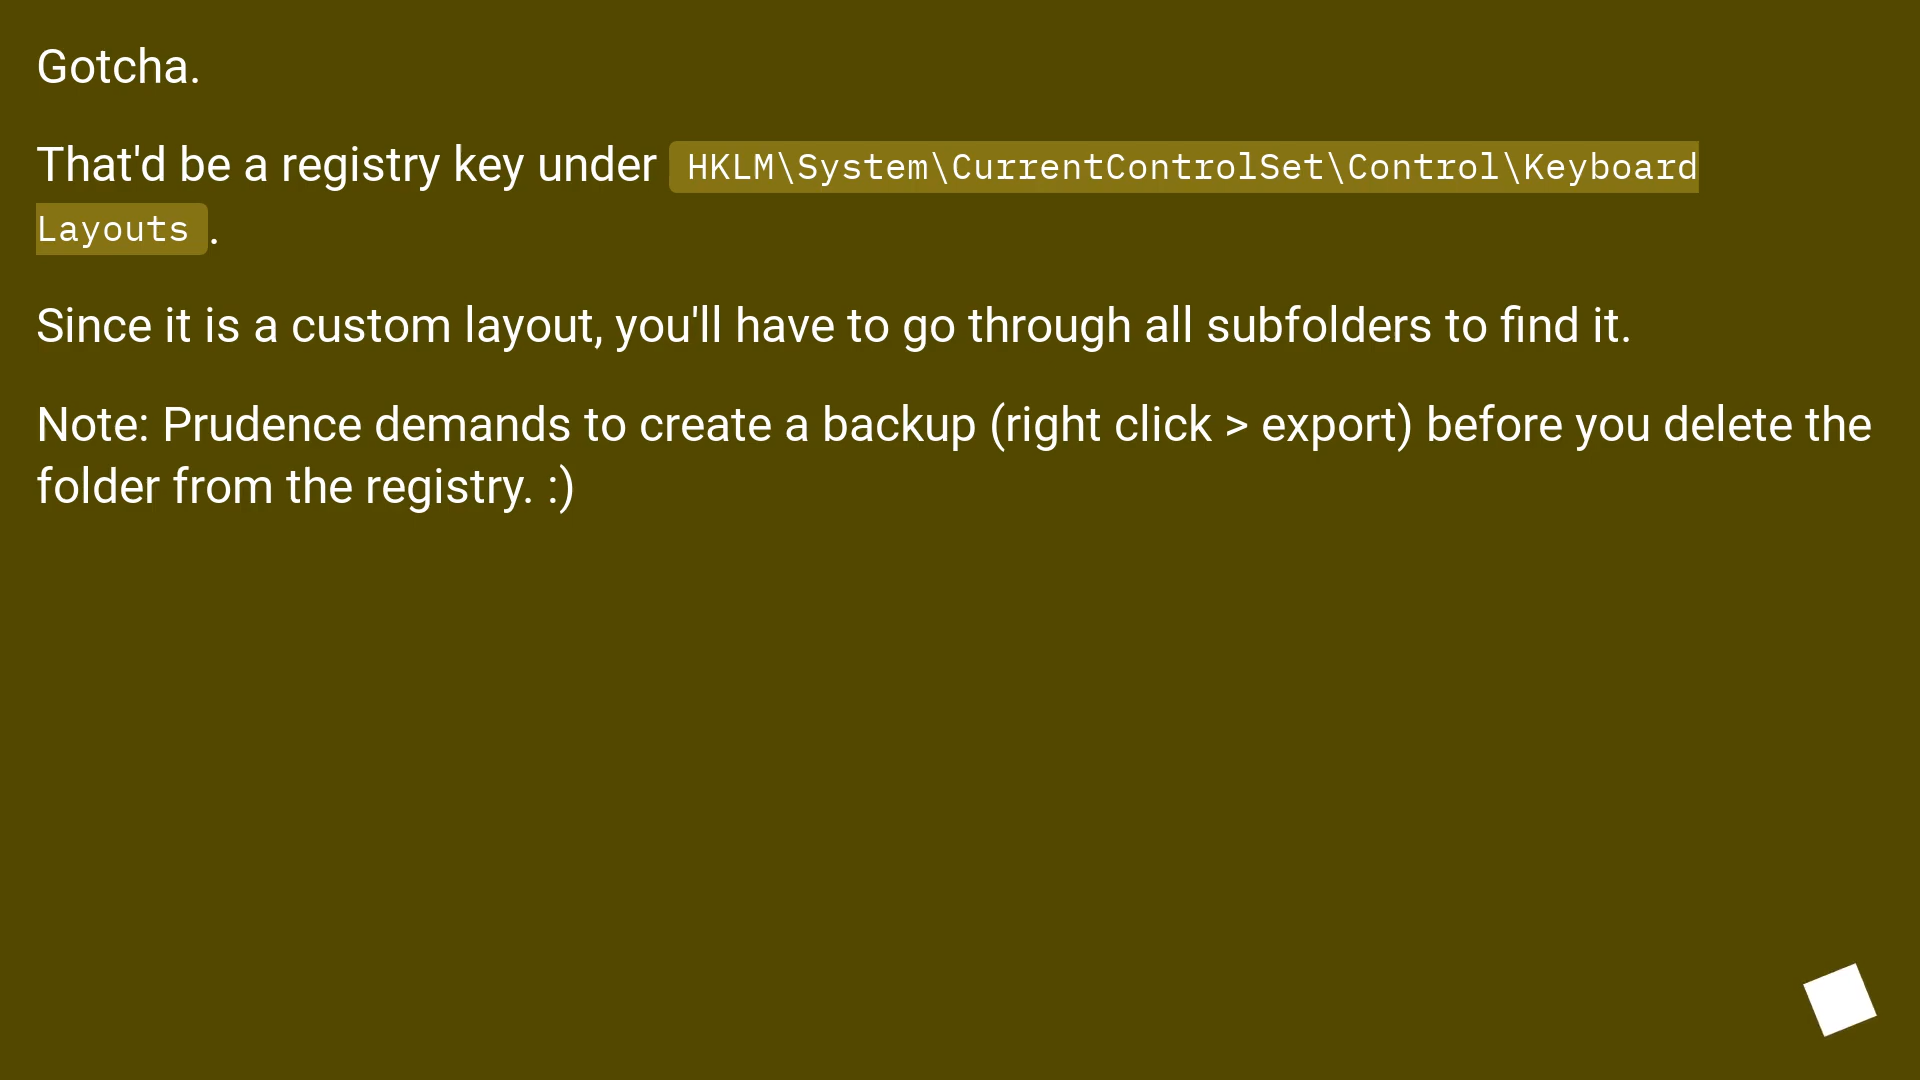 Gotcha.
That'd be a registry key under HKLM\System\CurrentControlSet\Control\Keyboard
Layouts .
Since it is a custom layout, you'll have to go through all subfolders to find it.
Note: Prudence demands to create a backup (right click > export) before you delete the
folder from the registry. :)